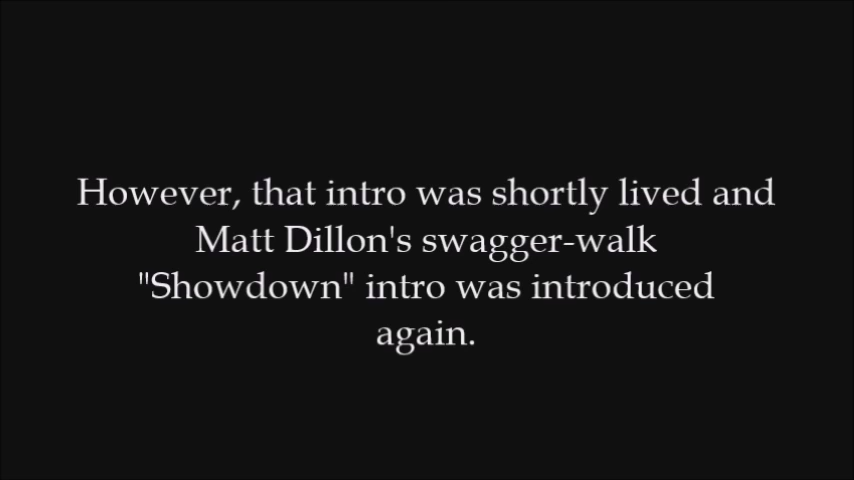 However, that intro was shortly lived and
Matt Dillon's swagger-walk
"Showdown" intro was introduced
again.